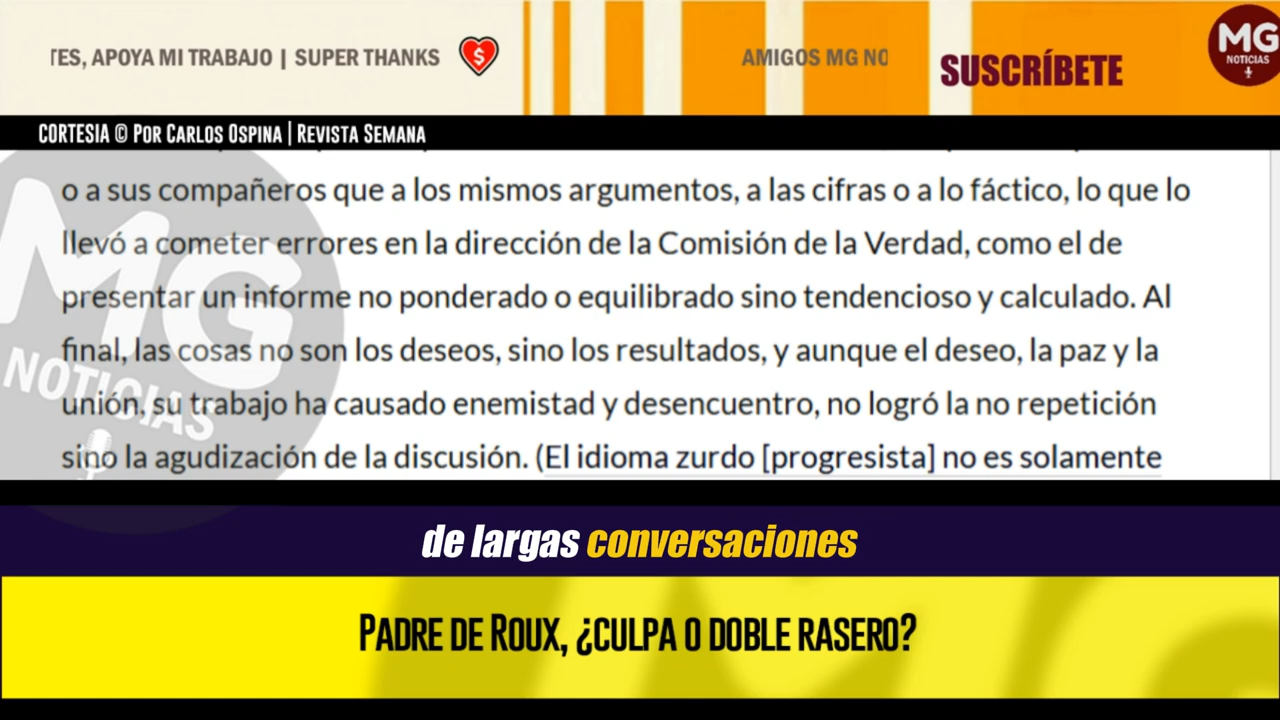 TES, APOYA MI TRABAJO | SUPER THANKS
AMIGOS MG NO
SUSCRÍBETE
MG
NOTICIAS
CORTESIA © POR CARLOS OSPINA | REVISTA SEMANA
o a sus compañeros que a los mismos argumentos, a las cifras o a lo fáctico, lo que lo
llevó a cometer errores en la dirección de la Comisión de la Verdad, como el de
presentar un informe no ponderado o equilibrado sino tendencioso y calculado. Al
final, las cosas no son los deseos, sino los resultados, y aunque el deseo, la paz y la
unión, su trabajo ha causado enemistad y desencuentro, no logró la no repetición
sino la agudización de la discusión. (El idioma zurdo [progresista] no es solamente
MG
NOTICIAS
de largas conversaciones
PADRE DE ROUX, ¿CULPA O DOBLE RASERO?